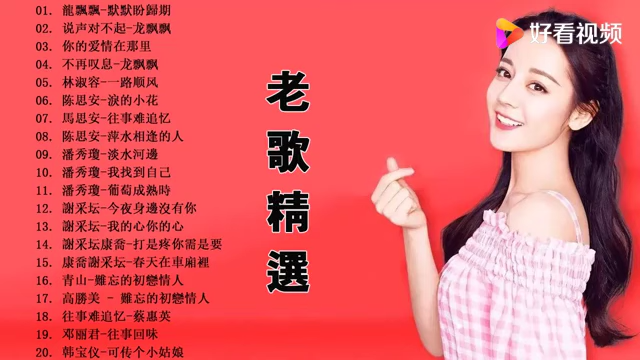 01. 龍飄飄-默默盼歸期
02. 说声对不起-龙飘飘
03. 你的爱情在那里
04. 不再叹息-龙飘飘
05. 林淑容-一路顺风
06. 陈思安-淚的小花
07. 馬思安-往事难追忆
08. 陈思安-萍水相逢的人
09. 潘秀瓊-淡水河邊
10. 潘秀瓊-我找到自己
11. 潘秀瓊-葡萄成熟時
12. 謝采坛-今夜身邊沒有你
13. 謝采坛-我的心你的心
14. 謝采坛康喬-打是疼你需是要
15. 康喬謝采坛-春天在車廂裡
16. 青山-難忘的初戀情人
17. 高勝美 - 難忘的初戀情人
18. 往事难追忆-蔡惠英
19. 邓丽君-往事回味
20. 韩宝仪-可传个小姑娘
老歌精選
好看视频